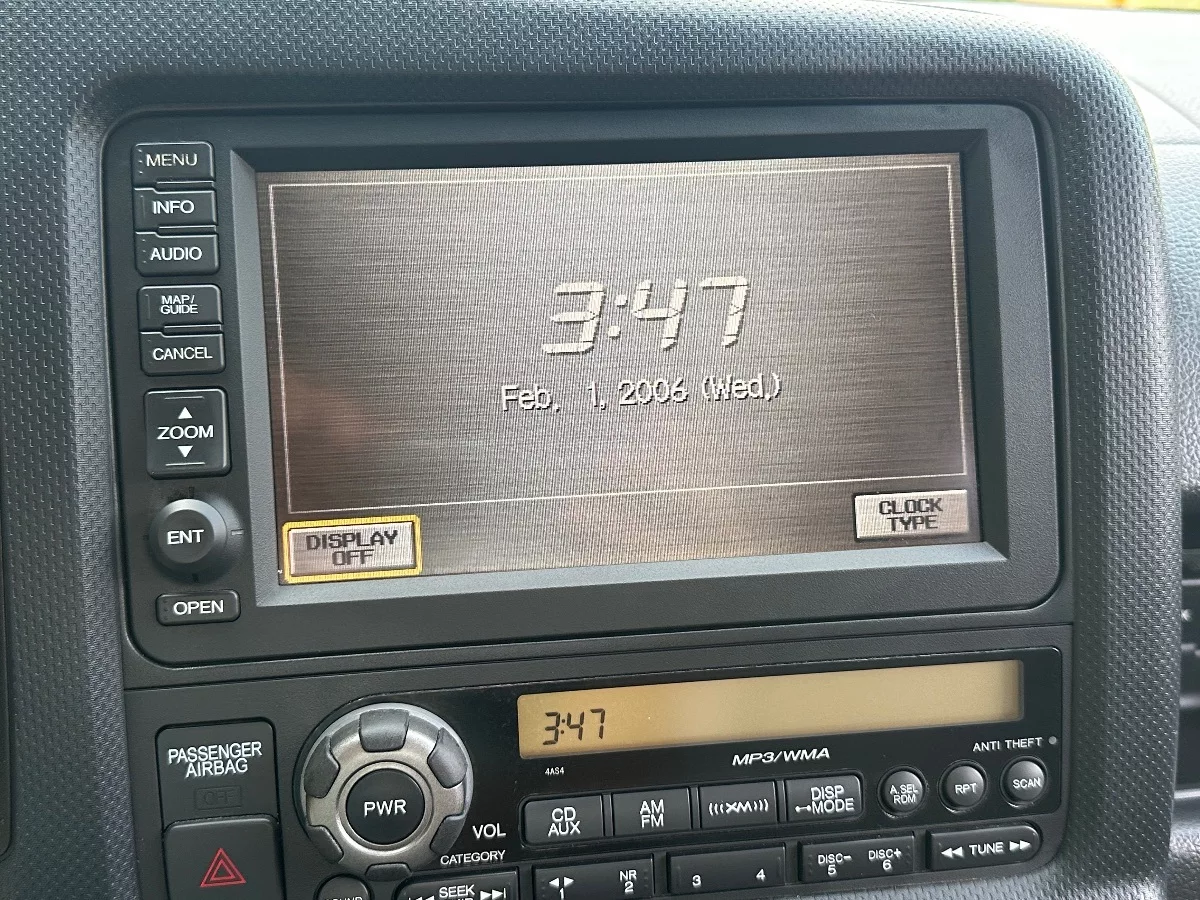 MENU
INFO
AUDIO
MAP/
GUIDE
CANCEL
ZOOM
ENT
OPEN
3:47
Feb. 1, 2006 (Wed.)
DISPLAY
OFF
CLOCK
TYPE
PASSENGER
AIRBAG
PWR
VOL
CATEGORY
SEEK
3:47
4AS4
MP3/WMA
ANTI THEFT
CD
AUX
AM
FM
XM
DISP
MODE
A.SEL
RDM
RPT
SCAN
1
NR
2
3
4
DISC-
5
DISC+
6
TUNE